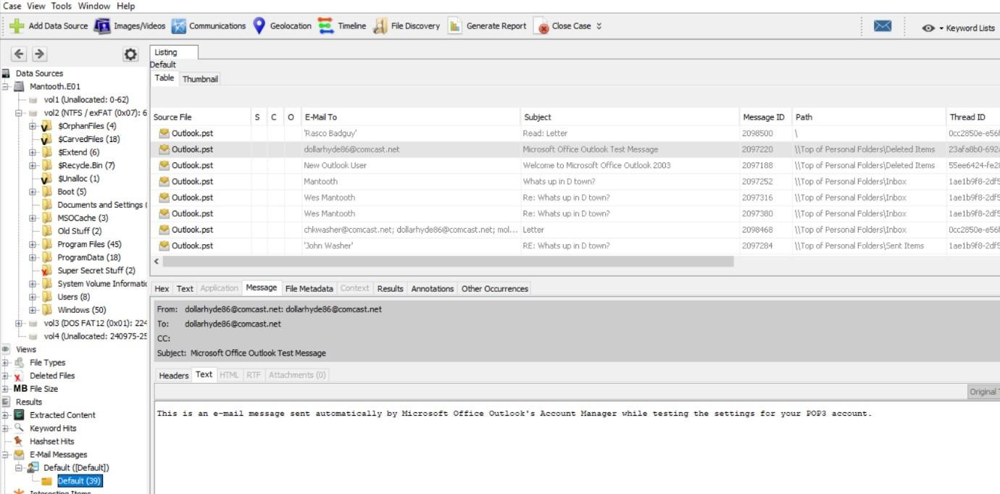 Case View Tools Window Help
Add Data Source Images/Videos Communications Geolocation Timeline File Discovery Generate Report Close Case Keyword Lists
Listing
Default
Table Thumbnail
Data Sources
Mantooth.E01
vol1 (Unallocated: 0-62)
vol2 (NTFS / exFAT (0x07): 6
$OrphanFiles (4)
$CarvedFiles (18)
$Extend (6)
$Recycle.Bin (7)
$Unalloc (1)
Boot (5)
Documents and Settings (
MSOCache (3)
Old Stuff (2)
Program Files (45)
ProgramData (18)
Super Secret Stuff (2)
System Volume Informatic
Users (8)
Windows (50)
vol3 (DOS FAT12 (0x01): 224
vol4 (Unallocated: 240975-25
Views
File Types
Deleted Files
MB File Size
Results
Extracted Content
Keyword Hits
Hashset Hits
E-Mail Messages
Default ([Default])
Default (39)
Interesting Items
Source File S C O E-Mail To Subject Message ID Path Thread ID
Outlook.pst 'Rasco Badguy' Read: Letter 2098500 \ 0cc2850e-e56f
Outlook.pst dollarhyde86@comcast.net Microsoft Office Outlook Test Message 2097220 \\Top of Personal Folders\Deleted Items 23afa8b0-692a
Outlook.pst New Outlook User Welcome to Microsoft Office Outlook 2003 2097188 \\Top of Personal Folders\Deleted Items 55ee6424-fe28
Outlook.pst Mantooth Whats up in D town? 2097252 \\Top of Personal Folders\Inbox 1ae1b9f8-2df5
Outlook.pst Wes Mantooth Re: Whats up in D town? 2097316 \\Top of Personal Folders\Inbox 1ae1b9f8-2df5
Outlook.pst Wes Mantooth Re: Whats up in D town? 2097380 \\Top of Personal Folders\Inbox 1ae1b9f8-2df5
Outlook.pst chkwasher@comcast.net; dollarhyde86@comcast.net; mol... Letter 2098468 \\Top of Personal Folders\Inbox 0cc2850e-e56f
Outlook.pst 'John Washer' RE: Whats up in D town? 2097284 \\Top of Personal Folders\Sent Items 1ae1b9f8-2df5
Hex Text Application Message File Metadata Context Results Annotations Other Occurrences
From: dollarhyde86@comcast.net: dollarhyde86@comcast.net
To: dollarhyde86@comcast.net
CC:
Subject: Microsoft Office Outlook Test Message
Headers Text HTML RTF Attachments (0)
Original T
This is an e-mail message sent automatically by Microsoft Office Outlook's Account Manager while testing the settings for your POP3 account.